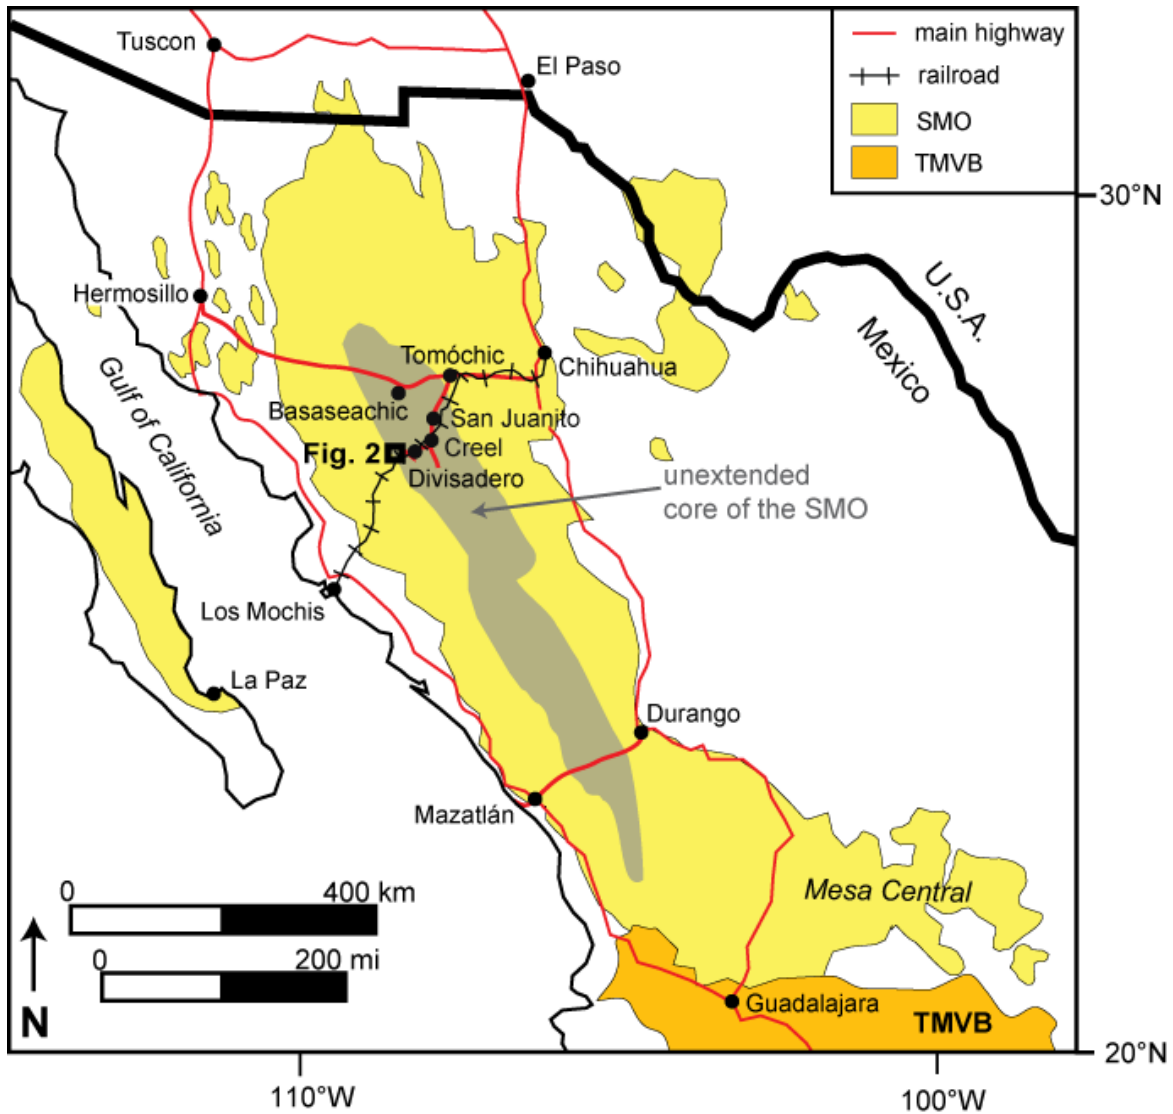 Tuscon
El Paso
main highway
railroad
SMO
TMVB
30°N
U.S.A.
Mexico
Hermosillo
Gulf of California
Tomóchic
Chihuahua
Basaseachic
San Juanito
Creel
Fig. 2
Divisadero
unextended
core of the SMO
Los Mochis
La Paz
Durango
Mazatlán
Mesa Central
0 400 km
0 200 mi
N
Guadalajara
TMVB
20°N
110°W
100°W